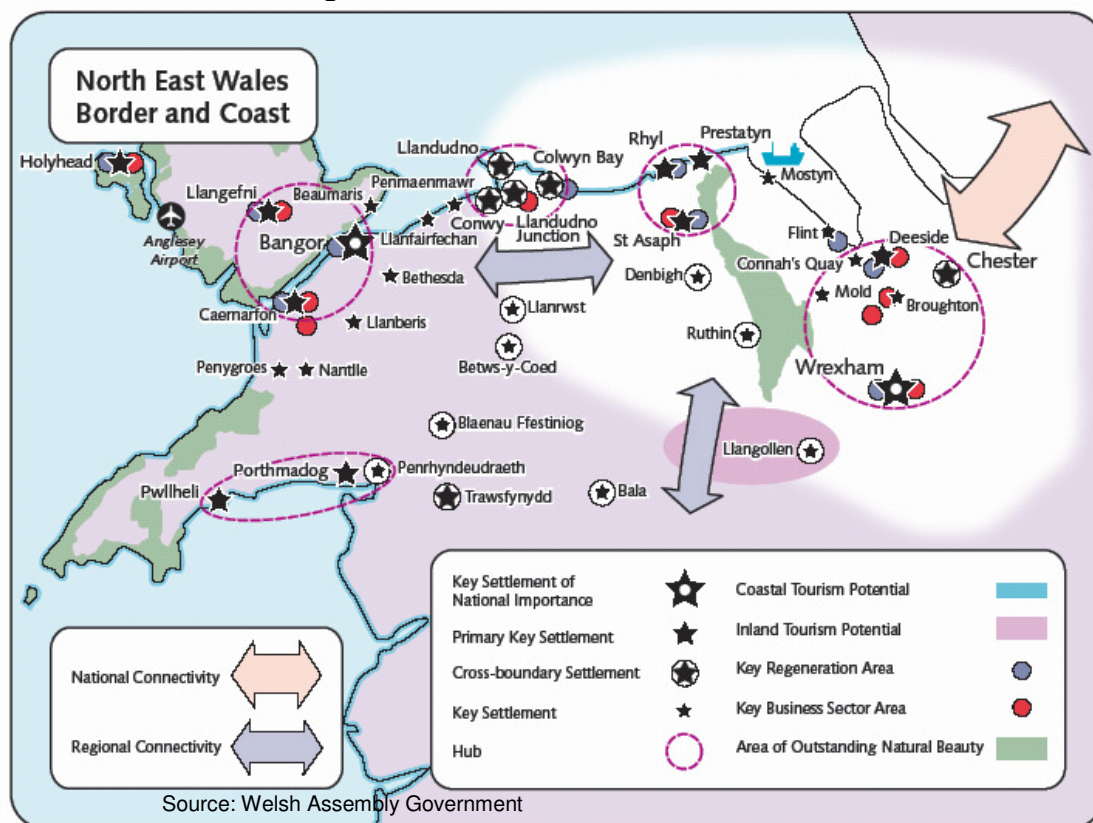 North East Wales
Border and Coast
Holyhead
Llangefni
Beaumaris
Penmaenmawr
Llandudno
Colwyn Bay
Rhyl
Prestatyn
Mostyn
Anglesey
Airport
Bangor
Llanfairfechan
Conwy
Llandudno
Junction
St Asaph
Flint
Deeside
Connah's Quay
Chester
Bethesda
Denbigh
Mold
Broughton
Caernarfon
Llanberis
Llanrwst
Ruthin
Penygroes
Nantlle
Betws-y-Coed
Wrexham
Blaenau Ffestiniog
Llangollen
Porthmadog
Penrhyndeudraeth
Pwllheli
Trawsfynydd
Bala
Key Settlement of
National Importance
Primary Key Settlement
Cross-boundary Settlement
Key Settlement
Hub
Coastal Tourism Potential
Inland Tourism Potential
Key Regeneration Area
Key Business Sector Area
Area of Outstanding Natural Beauty
National Connectivity
Regional Connectivity
Source: Welsh Assembly Government